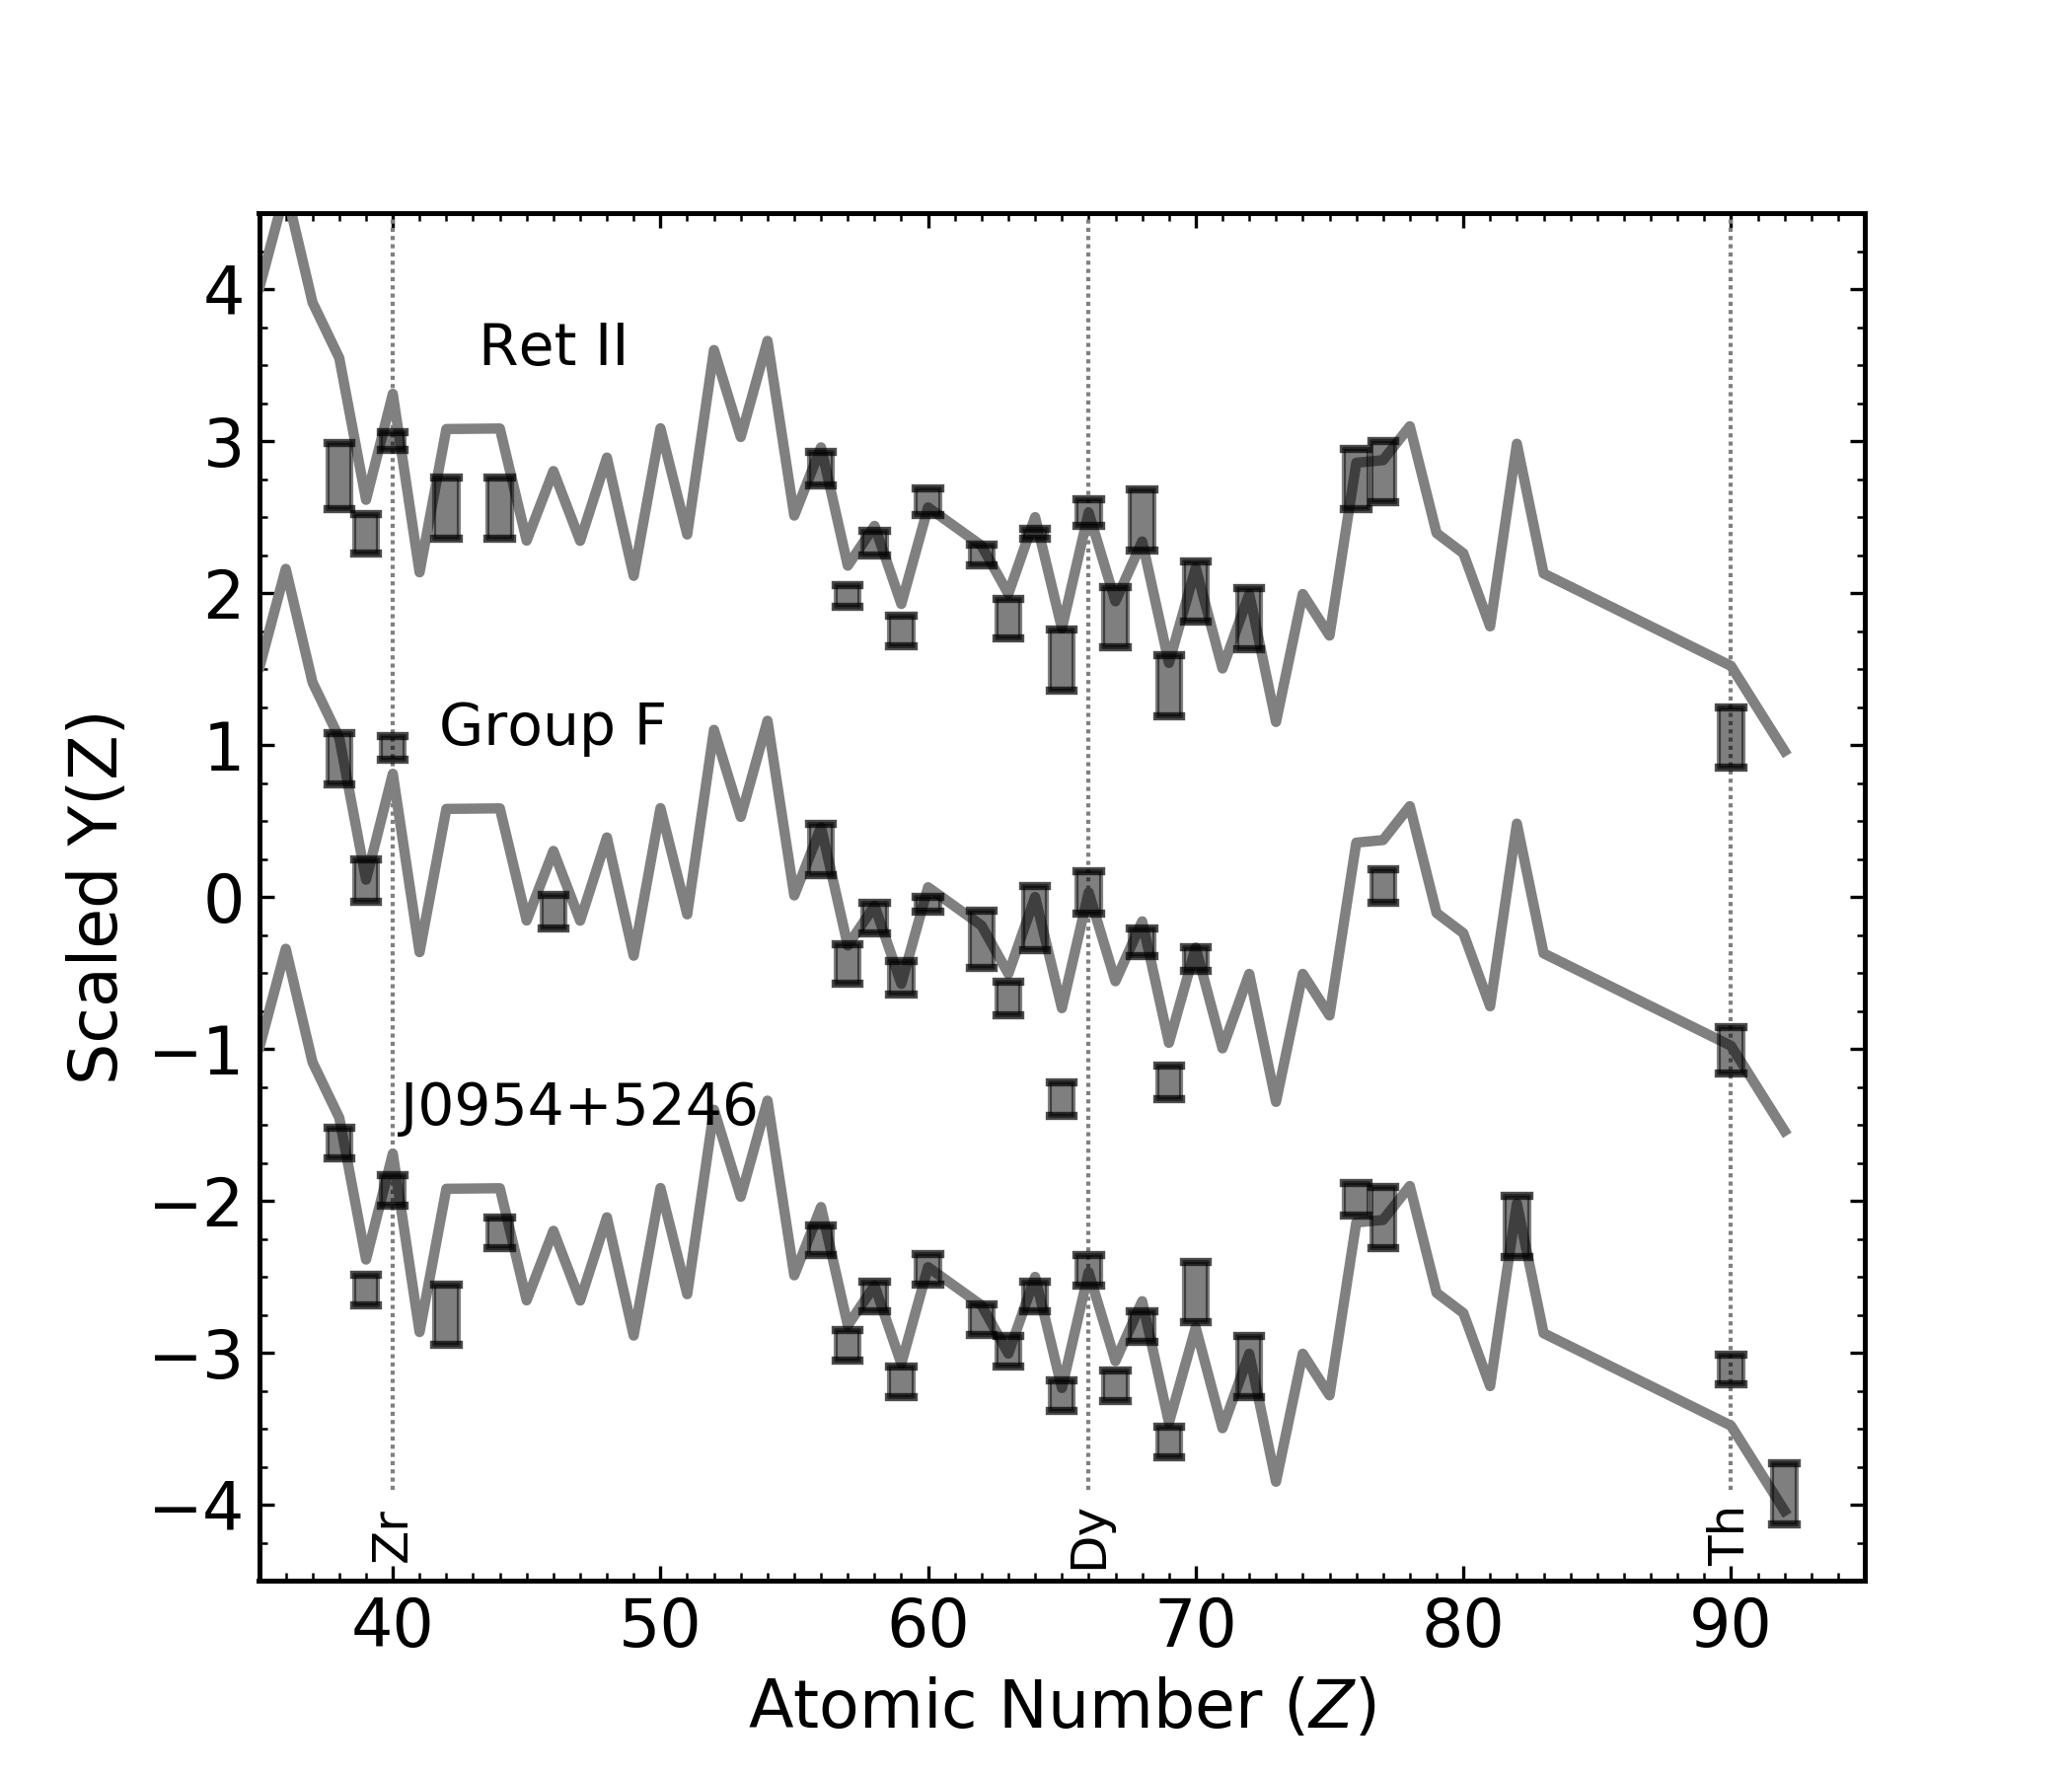 4
3
2
1
0
−1
−2
−3
−4
Scaled Y(Z)
Ret II
Group F
J0954+5246
Zr
Dy
Th
40 50 60 70 80 90
Atomic Number (Z)